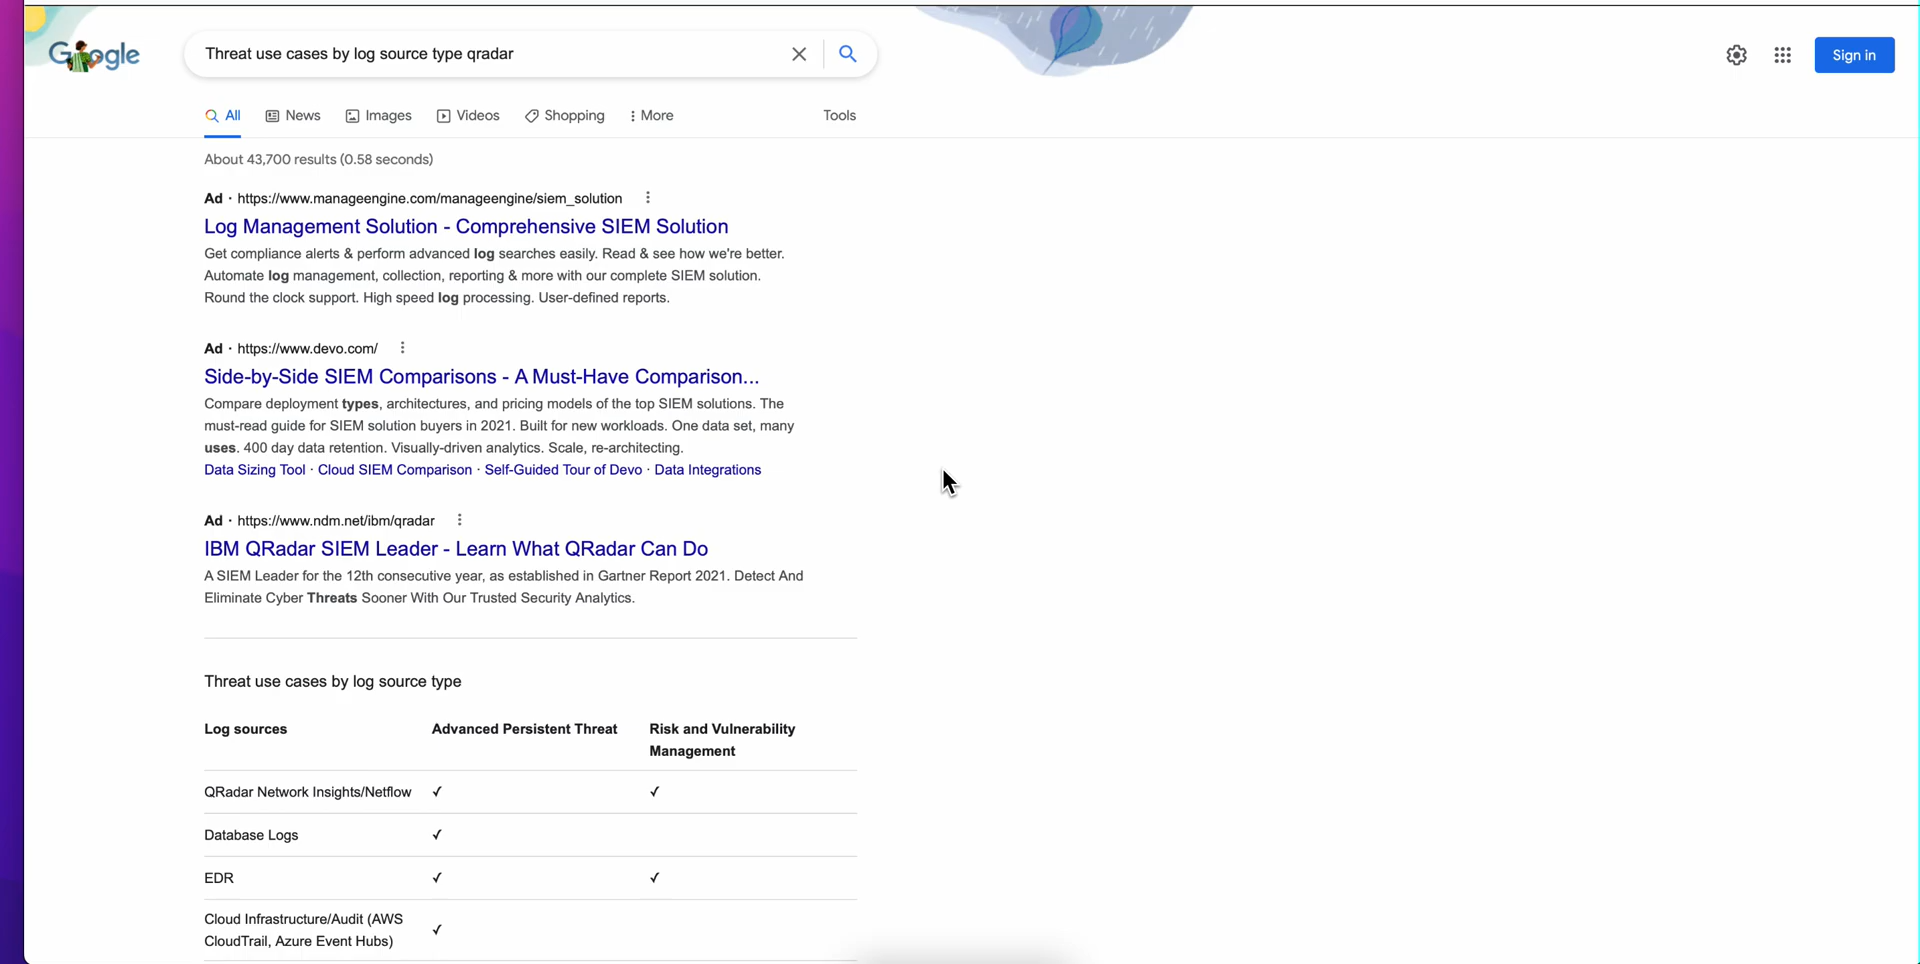 Google
Threat use cases by log source type qradar
Sign in
All News Images Videos Shopping More Tools
About 43,700 results (0.58 seconds)
Ad · https://www.manageengine.com/manageengine/siem_solution
Log Management Solution - Comprehensive SIEM Solution
Get compliance alerts & perform advanced log searches easily. Read & see how we're better.
Automate log management, collection, reporting & more with our complete SIEM solution.
Round the clock support. High speed log processing. User-defined reports.
Ad · https://www.devo.com/
Side-by-Side SIEM Comparisons - A Must-Have Comparison...
Compare deployment types, architectures, and pricing models of the top SIEM solutions. The
must-read guide for SIEM solution buyers in 2021. Built for new workloads. One data set, many
uses. 400 day data retention. Visually-driven analytics. Scale, re-architecting.
Data Sizing Tool · Cloud SIEM Comparison · Self-Guided Tour of Devo · Data Integrations
Ad · https://www.ndm.net/ibm/qradar
IBM QRadar SIEM Leader - Learn What QRadar Can Do
A SIEM Leader for the 12th consecutive year, as established in Gartner Report 2021. Detect And
Eliminate Cyber Threats Sooner With Our Trusted Security Analytics.
Threat use cases by log source type
Log sources Advanced Persistent Threat Risk and Vulnerability
Management
QRadar Network Insights/Netflow ✓ ✓
Database Logs ✓
EDR ✓ ✓
Cloud Infrastructure/Audit (AWS
CloudTrail, Azure Event Hubs) ✓